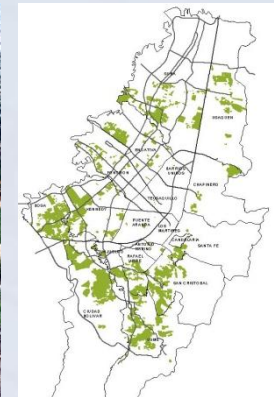 SUBA
USAQUEN
ENGATIVA
BARRIOS
UNIDOS
FONTIBON
CHAPINERO
TEUSAQUILLO
BOSA
KENNEDY
PUENTE
ARANDA
LOS
MARTIRES
CANDELARIA
SANTA FE
ANTONIO
NARIÑO
RAFAEL
URIBE
SAN CRISTOBAL
CIUDAD
BOLIVAR
USME